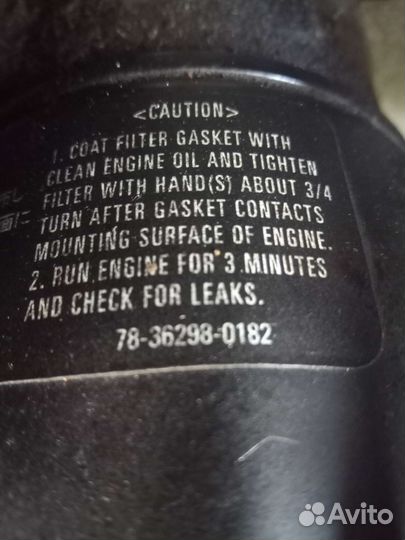 <CAUTION>
1. COAT FILTER GASKET WITH
CLEAN ENGINE OIL AND TIGHTEN
FILTER WITH HAND(S) ABOUT 3/4
TURN AFTER GASKET CONTACTS
MOUNTING SURFACE OF ENGINE.
2. RUN ENGINE FOR 3 MINUTES
AND CHECK FOR LEAKS.
78-36298-0182
Avito